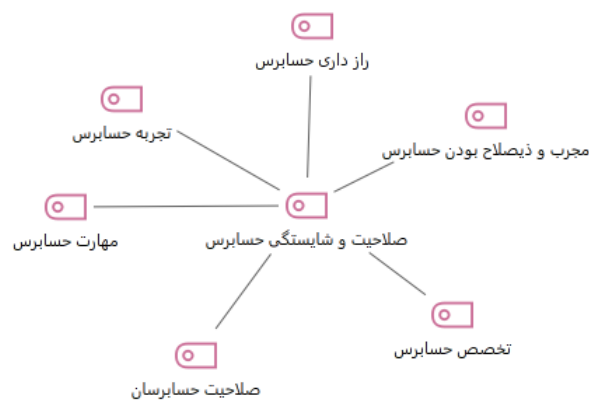 راز داری حسابرس
تجربه حسابرس
مجرب و ذیصلاح بودن حسابرس
مهارت حسابرس
صلاحیت و شایستگی حسابرس
تخصص حسابرس
صلاحیت حسابرسان